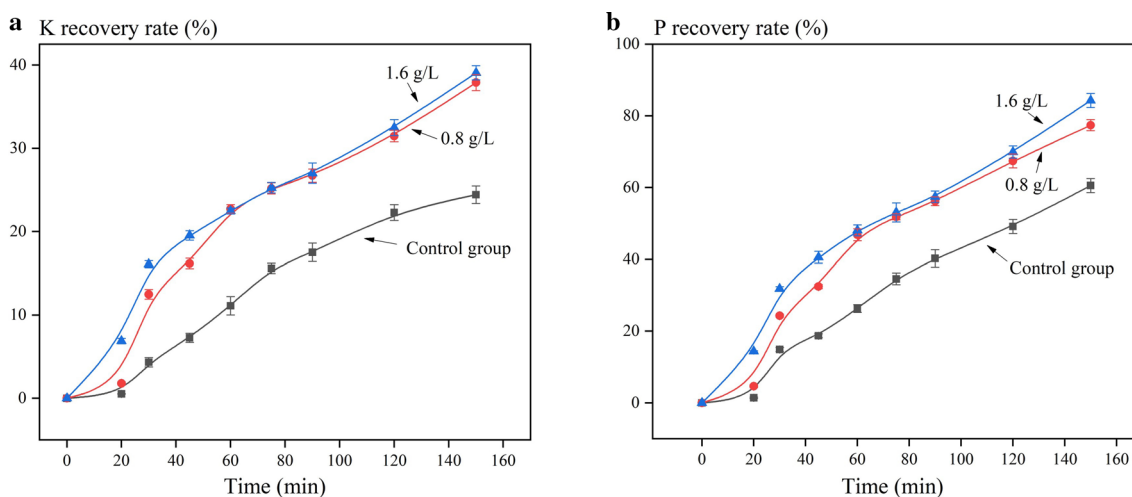 a
K recovery rate (%)
40
30
20
10
0
1.6 g/L
0.8 g/L
Control group
0 20 40 60 80 100 120 140 160
Time (min)
b
P recovery rate (%)
100
80
60
40
20
0
1.6 g/L
0.8 g/L
Control group
0 20 40 60 80 100 120 140 160
Time (min)